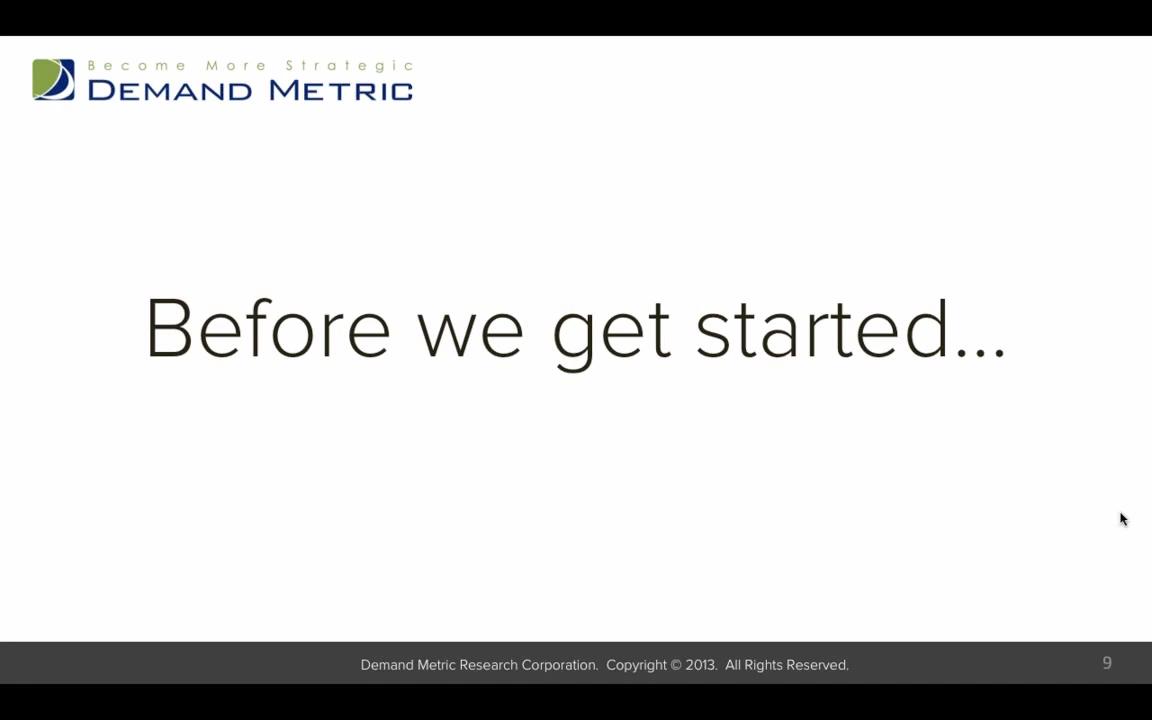 Become More Strategic
DEMAND METRIC
Before we get started...
Demand Metric Research Corporation. Copyright © 2013. All Rights Reserved.
9